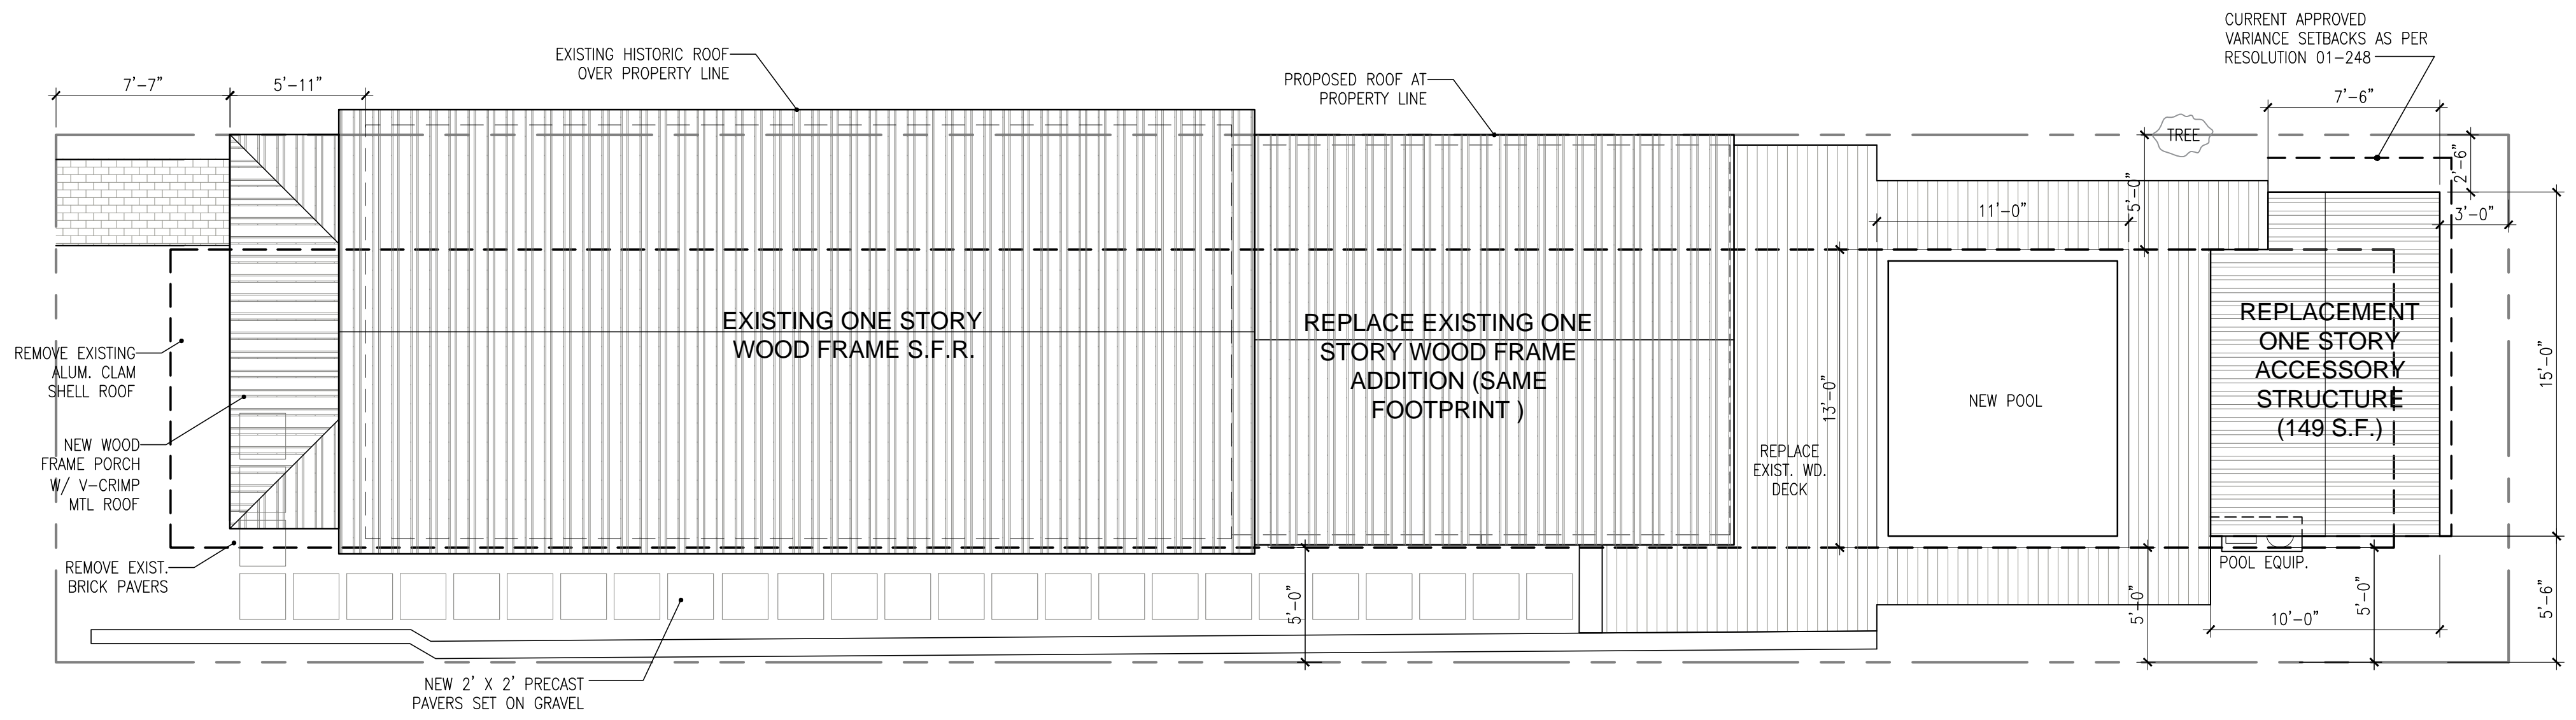 CURRENT APPROVED
VARIANCE SETBACKS AS PER
RESOLUTION 01-248
EXISTING HISTORIC ROOF
OVER PROPERTY LINE
PROPOSED ROOF AT
PROPERTY LINE
7'-7"
5'-11"
7'-6"
TREE
2'-6"
5'-0"
11'-0"
3'-0"
EXISTING ONE STORY
WOOD FRAME S.F.R.
REPLACE EXISTING ONE
STORY WOOD FRAME
ADDITION (SAME
FOOTPRINT )
REPLACEMENT
ONE STORY
ACCESSORY
STRUCTURE
(149 S.F.)
REMOVE EXISTING
ALUM. CLAM
SHELL ROOF
13'-0"
NEW POOL
15'-0"
NEW WOOD
FRAME PORCH
W/ V-CRIMP
MTL ROOF
REPLACE
EXIST. WD.
DECK
REMOVE EXIST.
BRICK PAVERS
POOL EQUIP.
5'-0"
5'-0"
5'-0"
5'-6"
10'-0"
NEW 2' X 2' PRECAST
PAVERS SET ON GRAVEL